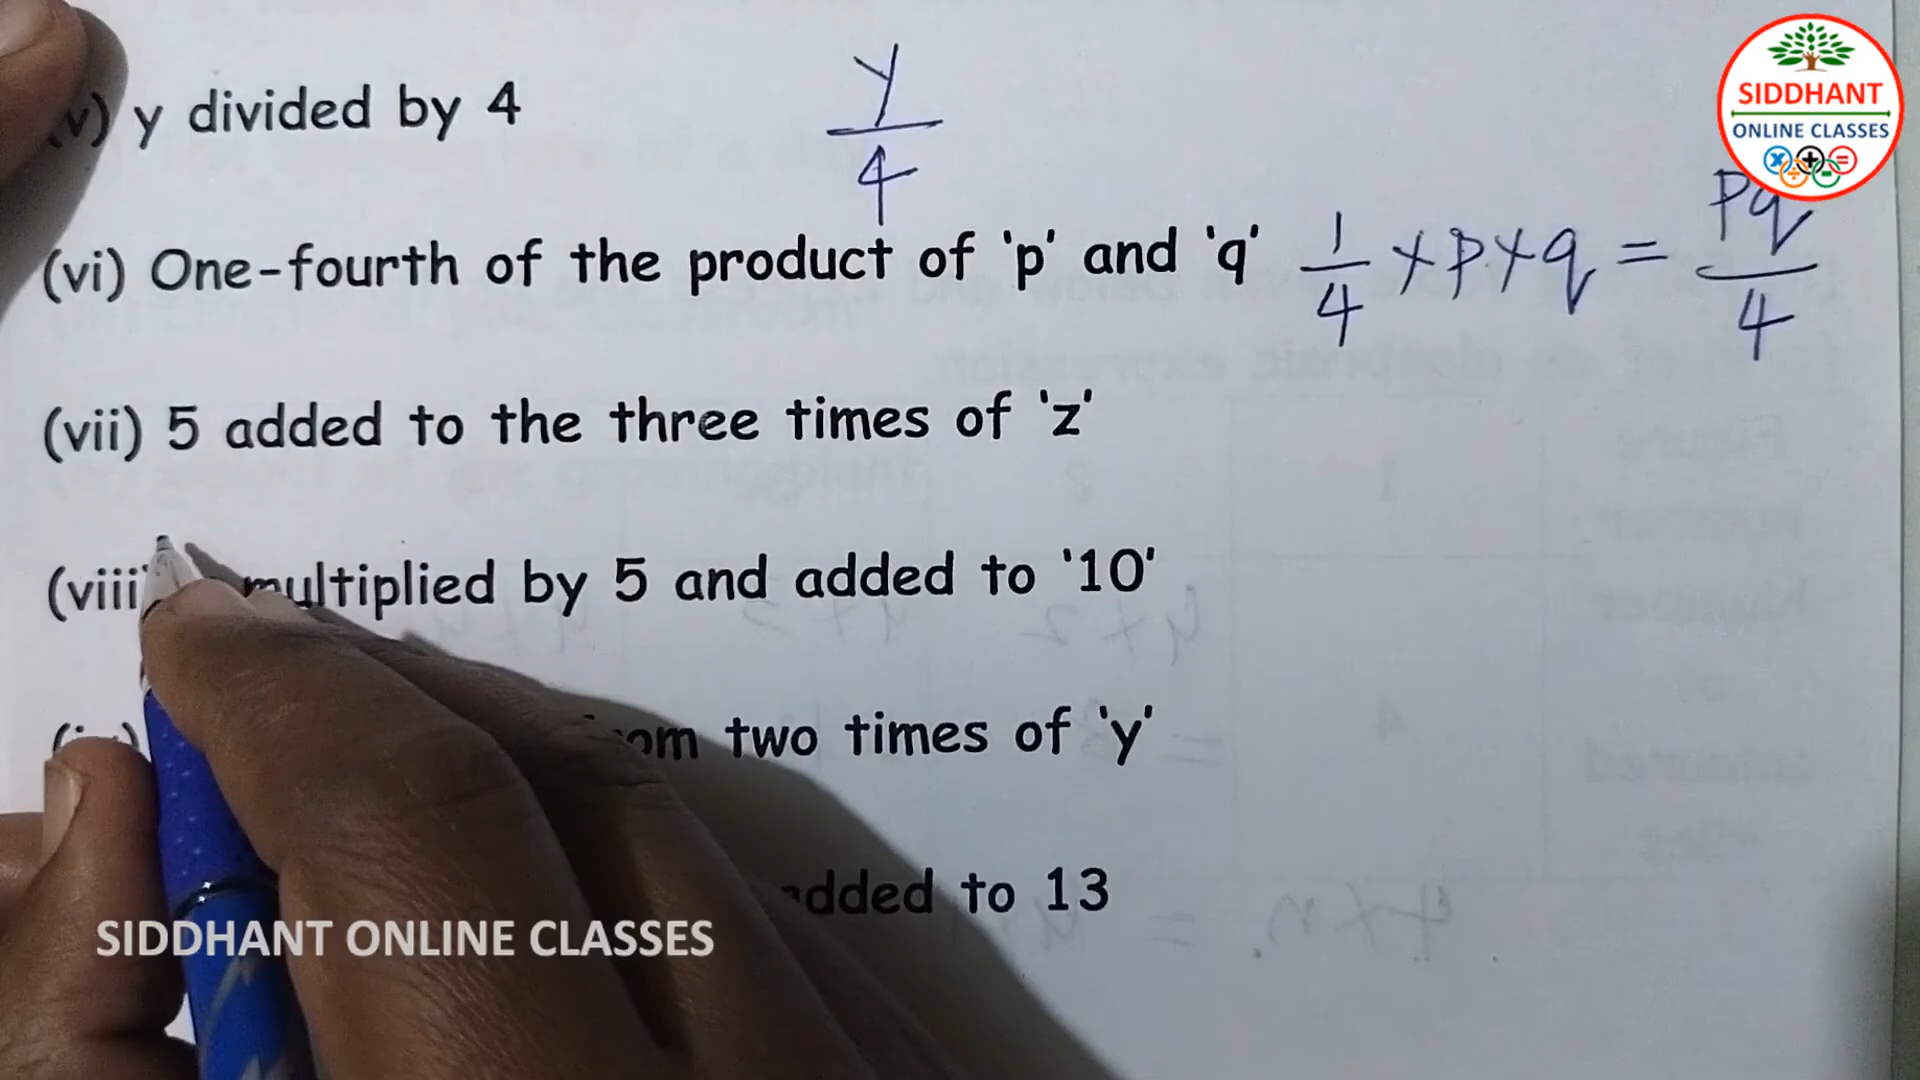 (v) y divided by 4 y/4
(vi) One-fourth of the product of 'p' and 'q' 1/4 × p × q = pq/4
(vii) 5 added to the three times of 'z'
(viii) multiplied by 5 and added to '10'
from two times of 'y'
added to 13
SIDDHANT
ONLINE CLASSES
SIDDHANT ONLINE CLASSES